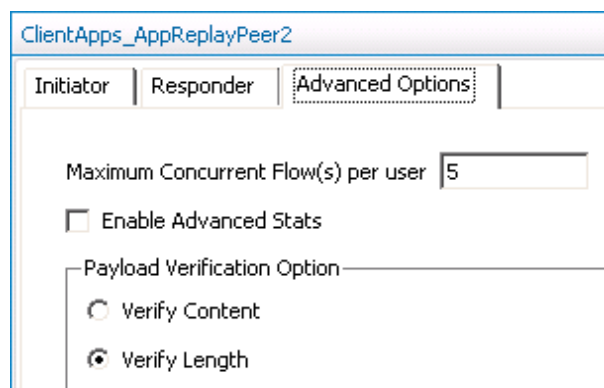 ClientApps_AppReplayPeer2
Initiator Responder Advanced Options
Maximum Concurrent Flow(s) per user 5
Enable Advanced Stats
Payload Verification Option
Verify Content
Verify Length